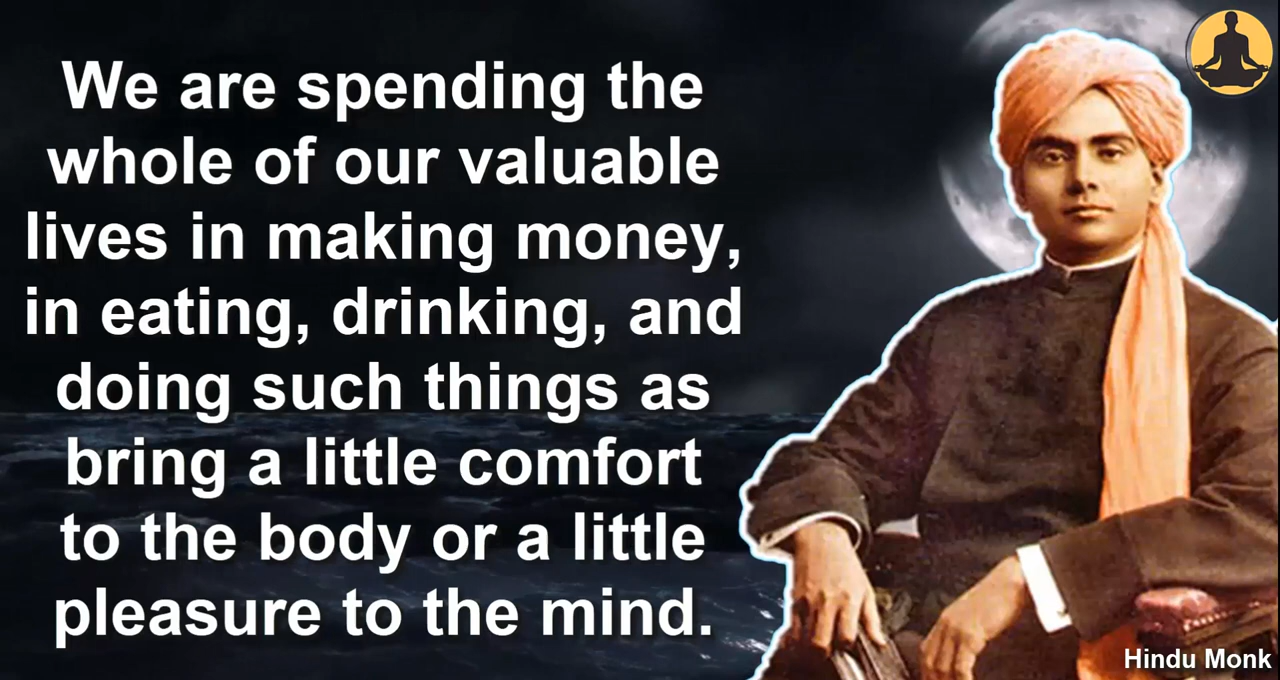 We are spending the
whole of our valuable
lives in making money,
in eating, drinking, and
doing such things as
bring a little comfort
to the body or a little
pleasure to the mind.
Hindu Monk